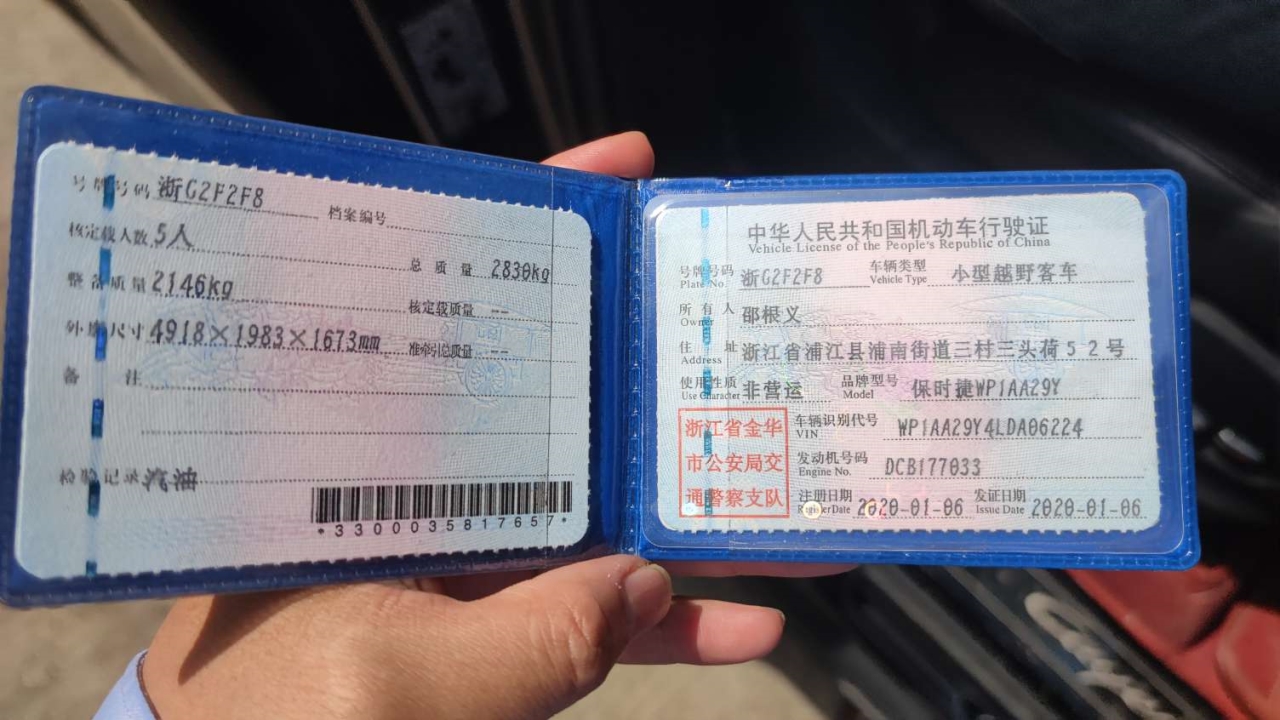 号牌号码 浙G2F2F8 档案编号
核定载人数 5人 总质量 2830kg
整备质量 2146kg 核定载质量 --
外廓尺寸 4918×1983×1673mm 准牵引总质量 --
备注
检验记录 汽油
*3300035817657*
中华人民共和国机动车行驶证
Vehicle License of the People's Republic of China
号牌号码 浙G2F2F8 车辆类型 小型越野客车
Plate No. Vehicle Type
所有人 邵根义
Owner
住址 浙江省浦江县浦南街道三村三头荷52号
Address
使用性质 非营运 品牌型号 保时捷WP1AA29Y
Use Character Model
浙江省金华
市公安局交
通警察支队
车辆识别代号 WP1AA29Y4LDA06224
VIN
发动机号码 DCB177033
Engine No.
注册日期 2020-01-06 发证日期 2020-01-06
Register Date Issue Date